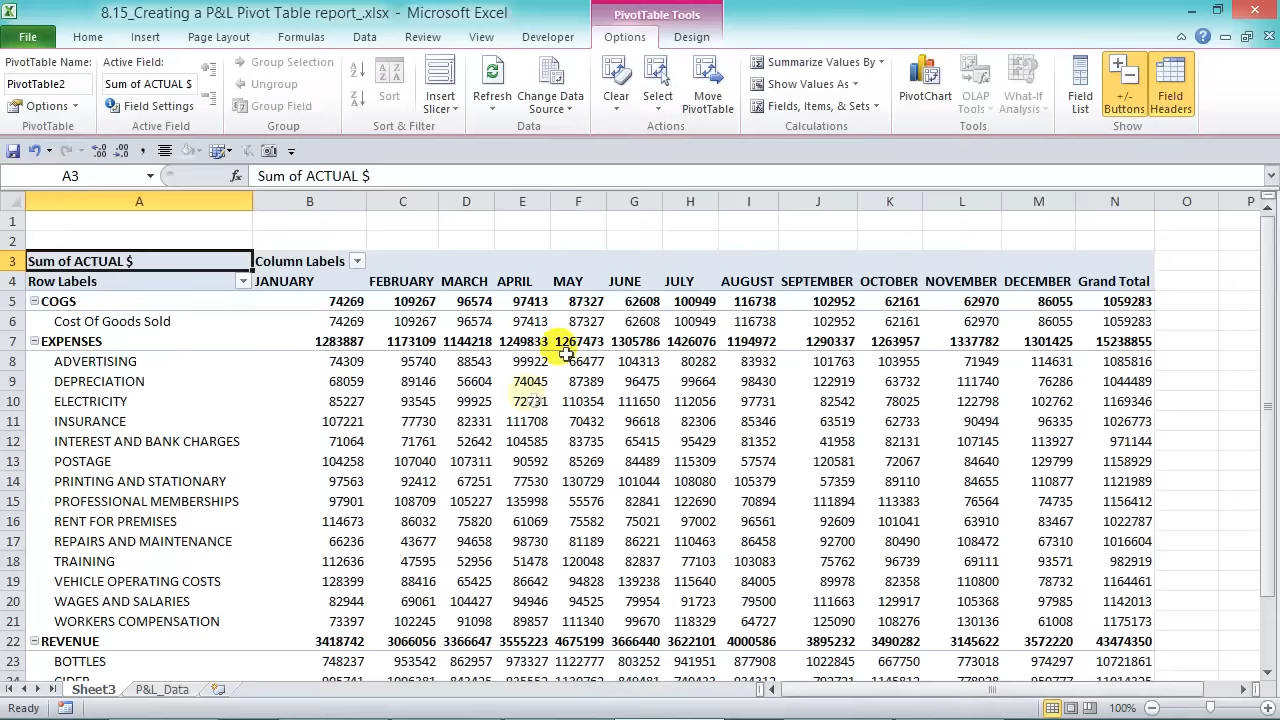 8.15_Creating a P&L Pivot Table report_.xlsx - Microsoft Excel
PivotTable Tools
File Home Insert Page Layout Formulas Data Review View Developer Options Design
PivotTable Name: Active Field: Group Selection Summarize Values By
PivotTable2 Sum of ACTUAL $ Ungroup Show Values As
Options Field Settings Group Field Fields, Items, & Sets
Sort Insert Slicer Refresh Change Data Source Clear Select Move PivotTable PivotChart OLAP Tools What-If Analysis Field List +/- Buttons Field Headers
PivotTable Active Field Group Sort & Filter Data Actions Calculations Tools Show
A3 fx Sum of ACTUAL $
A B C D E F G H I J K L M N O P
1
2
3 Sum of ACTUAL $ Column Labels
4 Row Labels JANUARY FEBRUARY MARCH APRIL MAY JUNE JULY AUGUST SEPTEMBER OCTOBER NOVEMBER DECEMBER Grand Total
5 COGS 74269 109267 96574 97413 87327 62608 100949 116738 102952 62161 62970 86055 1059283
6 Cost Of Goods Sold 74269 109267 96574 97413 87327 62608 100949 116738 102952 62161 62970 86055 1059283
7 EXPENSES 1283887 1173109 1144218 1249833 1267473 1305786 1426076 1194972 1290337 1263957 1337782 1301425 15238855
8 ADVERTISING 74309 95740 88543 99922 66477 104313 80282 83932 101763 103955 71949 114631 1085816
9 DEPRECIATION 68059 89146 56604 74045 87389 96475 99664 98430 122919 63732 111740 76286 1044489
10 ELECTRICITY 85227 93545 99925 72731 110354 111650 112056 97731 82542 78025 122798 102762 1169346
11 INSURANCE 107221 77730 82331 111708 70432 96618 82306 85346 63519 62733 90494 96335 1026773
12 INTEREST AND BANK CHARGES 71064 71761 52642 104585 83735 65415 95429 81352 41958 82131 107145 113927 971144
13 POSTAGE 104258 107040 107311 90592 85269 84489 115309 57574 120581 72067 84640 129799 1158929
14 PRINTING AND STATIONARY 97563 92412 67251 77530 130729 101044 108080 105379 57359 89110 84655 110877 1121989
15 PROFESSIONAL MEMBERSHIPS 97901 108709 105227 135998 55576 82841 122690 70894 111894 113383 76564 74735 1156412
16 RENT FOR PREMISES 114673 86032 75820 61069 75582 75021 97002 96561 92609 101041 63910 83467 1022787
17 REPAIRS AND MAINTENANCE 66236 43677 94658 98730 81189 86221 113463 86458 92700 80490 108472 67310 1016604
18 TRAINING 112636 47595 52956 51478 120048 82837 77103 103083 75762 96739 69111 93571 982919
19 VEHICLE OPERATING COSTS 128399 88416 65425 86642 94828 139238 115640 84005 89978 82358 110800 78732 1164461
20 WAGES AND SALARIES 82944 69061 104427 94946 94545 79954 91723 79500 111663 129917 105368 97985 1142013
21 WORKERS COMPENSATION 73397 102245 91098 89857 111340 99670 118329 64727 125090 108276 130136 61008 1175173
22 REVENUE 3418742 3066056 3366647 3555223 4675199 3666440 3622101 4000586 3895232 3490282 3145622 3572220 43474350
23 BOTTLES 748237 953542 862957 973327 1122777 803252 941951 877908 1022845 667750 773018 974297 10721861
Sheet3 P&L_Data
Ready 100%